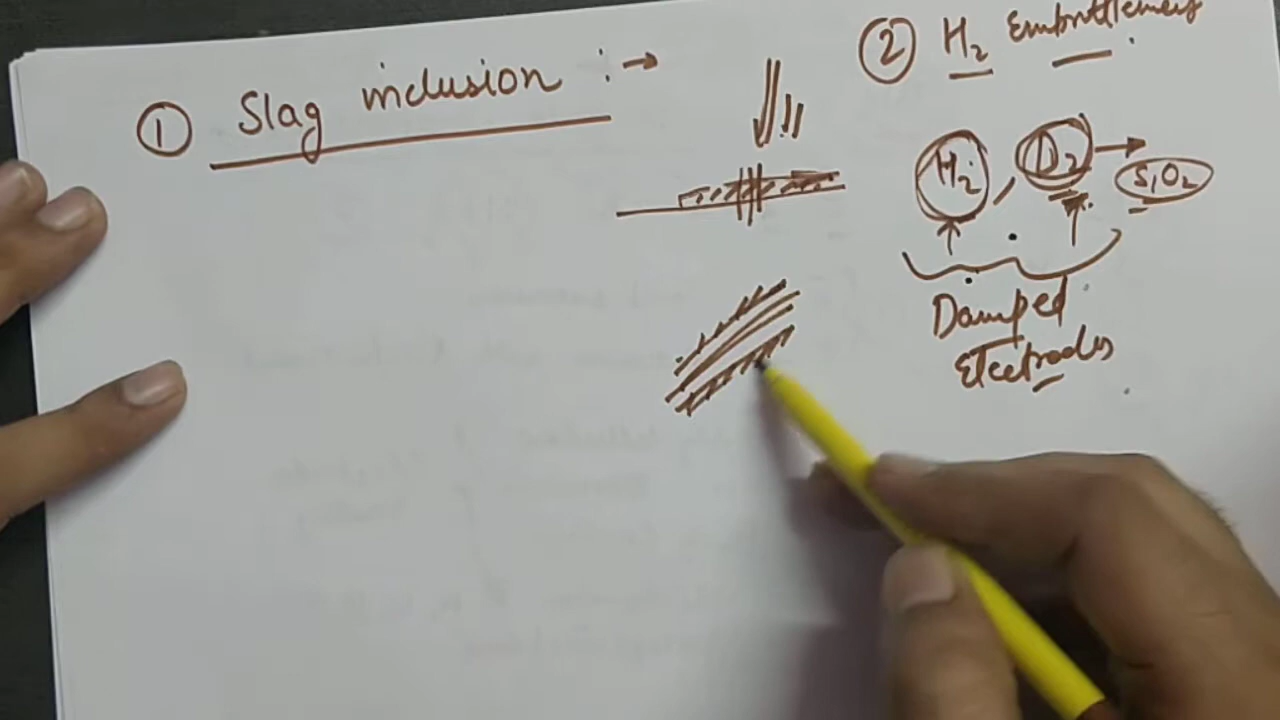 ① Slag inclusion : →
② H₂ Embrittlement
H₂ , O₂ → SiO₂
Damped
Electrodes